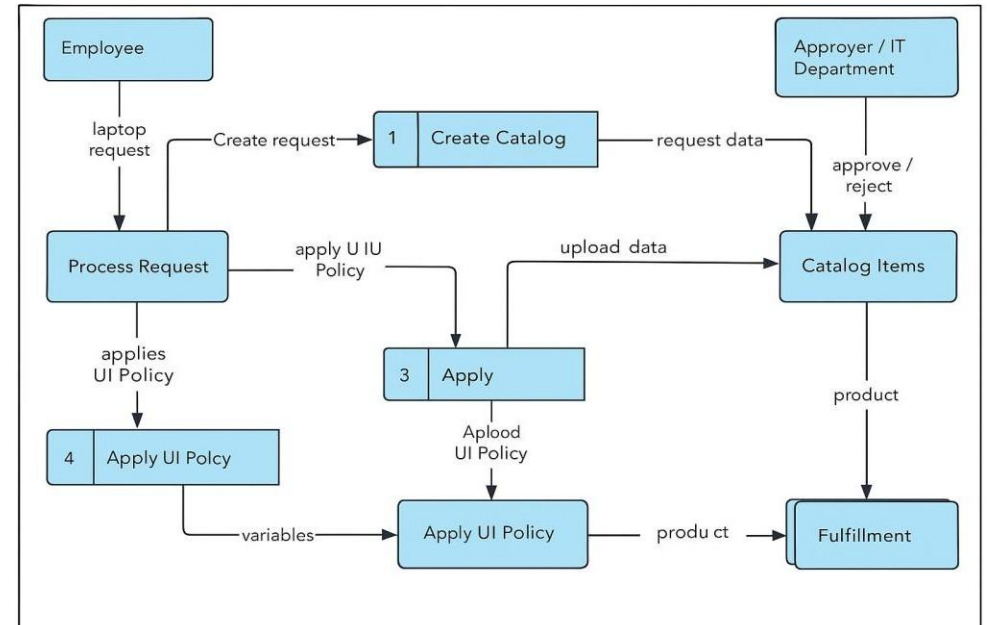 Employee
Approyer / IT
Department
laptop
request
Create request
1
Create Catalog
request data
approve /
reject
Process Request
apply U IU
Policy
upload data
Catalog Items
applies
UI Policy
3
Apply
product
4
Apply UI Polcy
Aplood
UI Policy
variables
Apply UI Policy
produ ct
Fulfillment